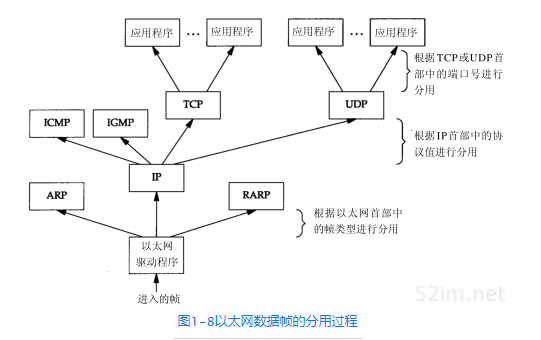 应用程序 … 应用程序 应用程序 … 应用程序
根据TCP或UDP首
部中的端口号进行
分用
TCP UDP
ICMP IGMP
根据IP首部中的协
议值进行分用
IP
ARP RARP
根据以太网首部中
的帧类型进行分用
以太网
驱动程序
进入的帧
52im.net
图1-8以太网数据帧的分用过程